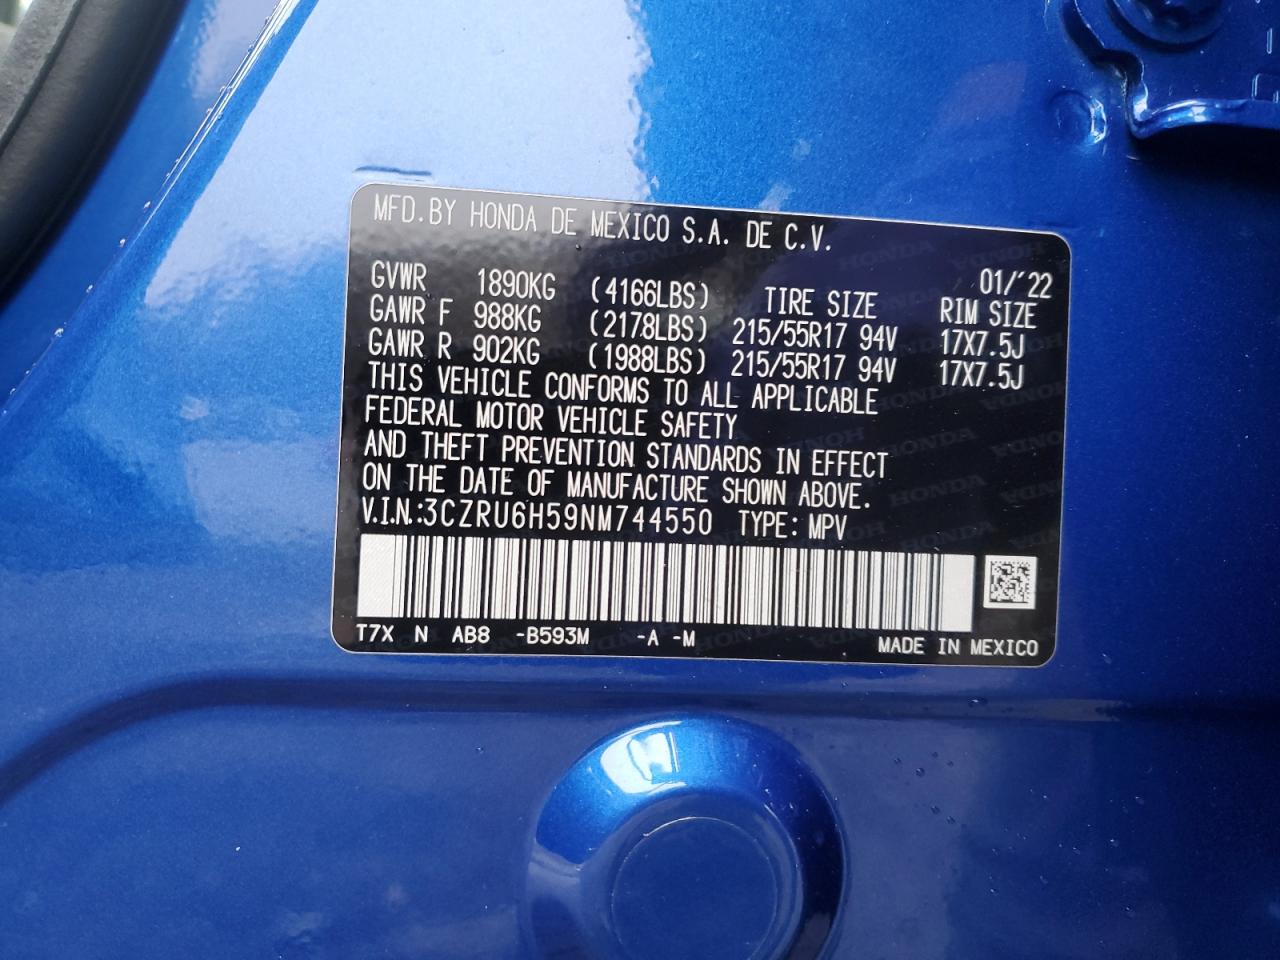 MFD. BY HONDA DE MEXICO S.A. DE C.V.
01/'22
GVWR 1890KG (4166LBS) TIRE SIZE RIM SIZE
GAWR F 988KG (2178LBS) 215/55R17 94V 17X7.5J
GAWR R 902KG (1988LBS) 215/55R17 94V 17X7.5J
THIS VEHICLE CONFORMS TO ALL APPLICABLE
FEDERAL MOTOR VEHICLE SAFETY
AND THEFT PREVENTION STANDARDS IN EFFECT
ON THE DATE OF MANUFACTURE SHOWN ABOVE.
V.I.N.:3CZRU6H59NM744550 TYPE: MPV
T7X N AB8 -B593M -A -M MADE IN MEXICO